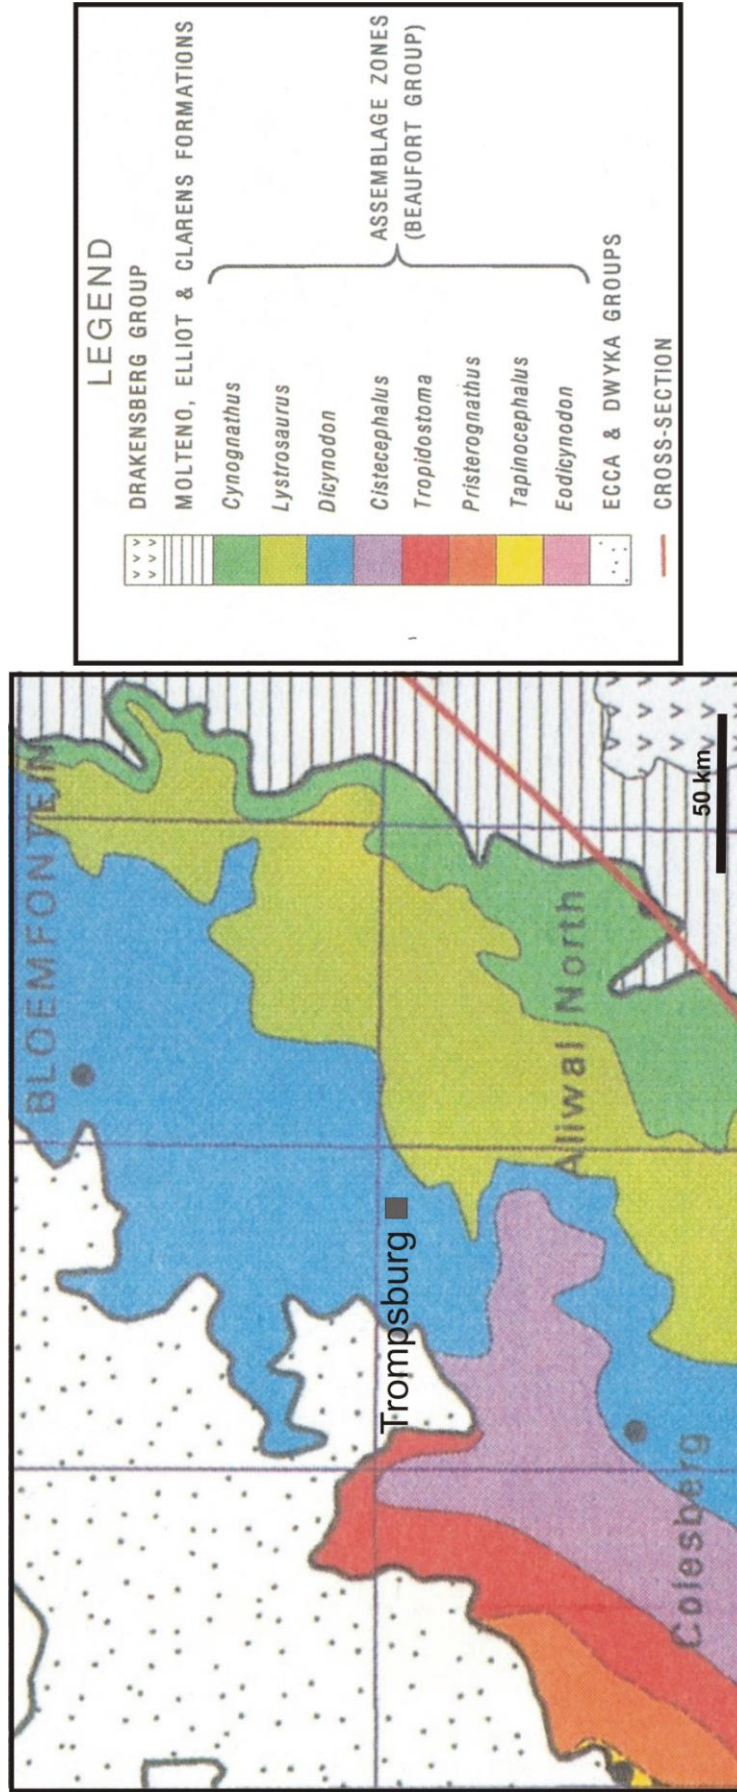 LEGEND
DRAKENSBERG GROUP
MOLTENO, ELLIOT & CLARENS FORMATIONS
Cynognathus
Lystrosaurus
Dicynodon
Cistecephalus
Tropidostoma
Pristerognathus
Tapinocephalus
Eodicynodon
ASSEMBLAGE ZONES
(BEAUFORT GROUP)
ECCA & DWYKA GROUPS
CROSS-SECTION
BLOEMFONTEIN
Trompsburg
Aliwal North
Colesberg
50 km